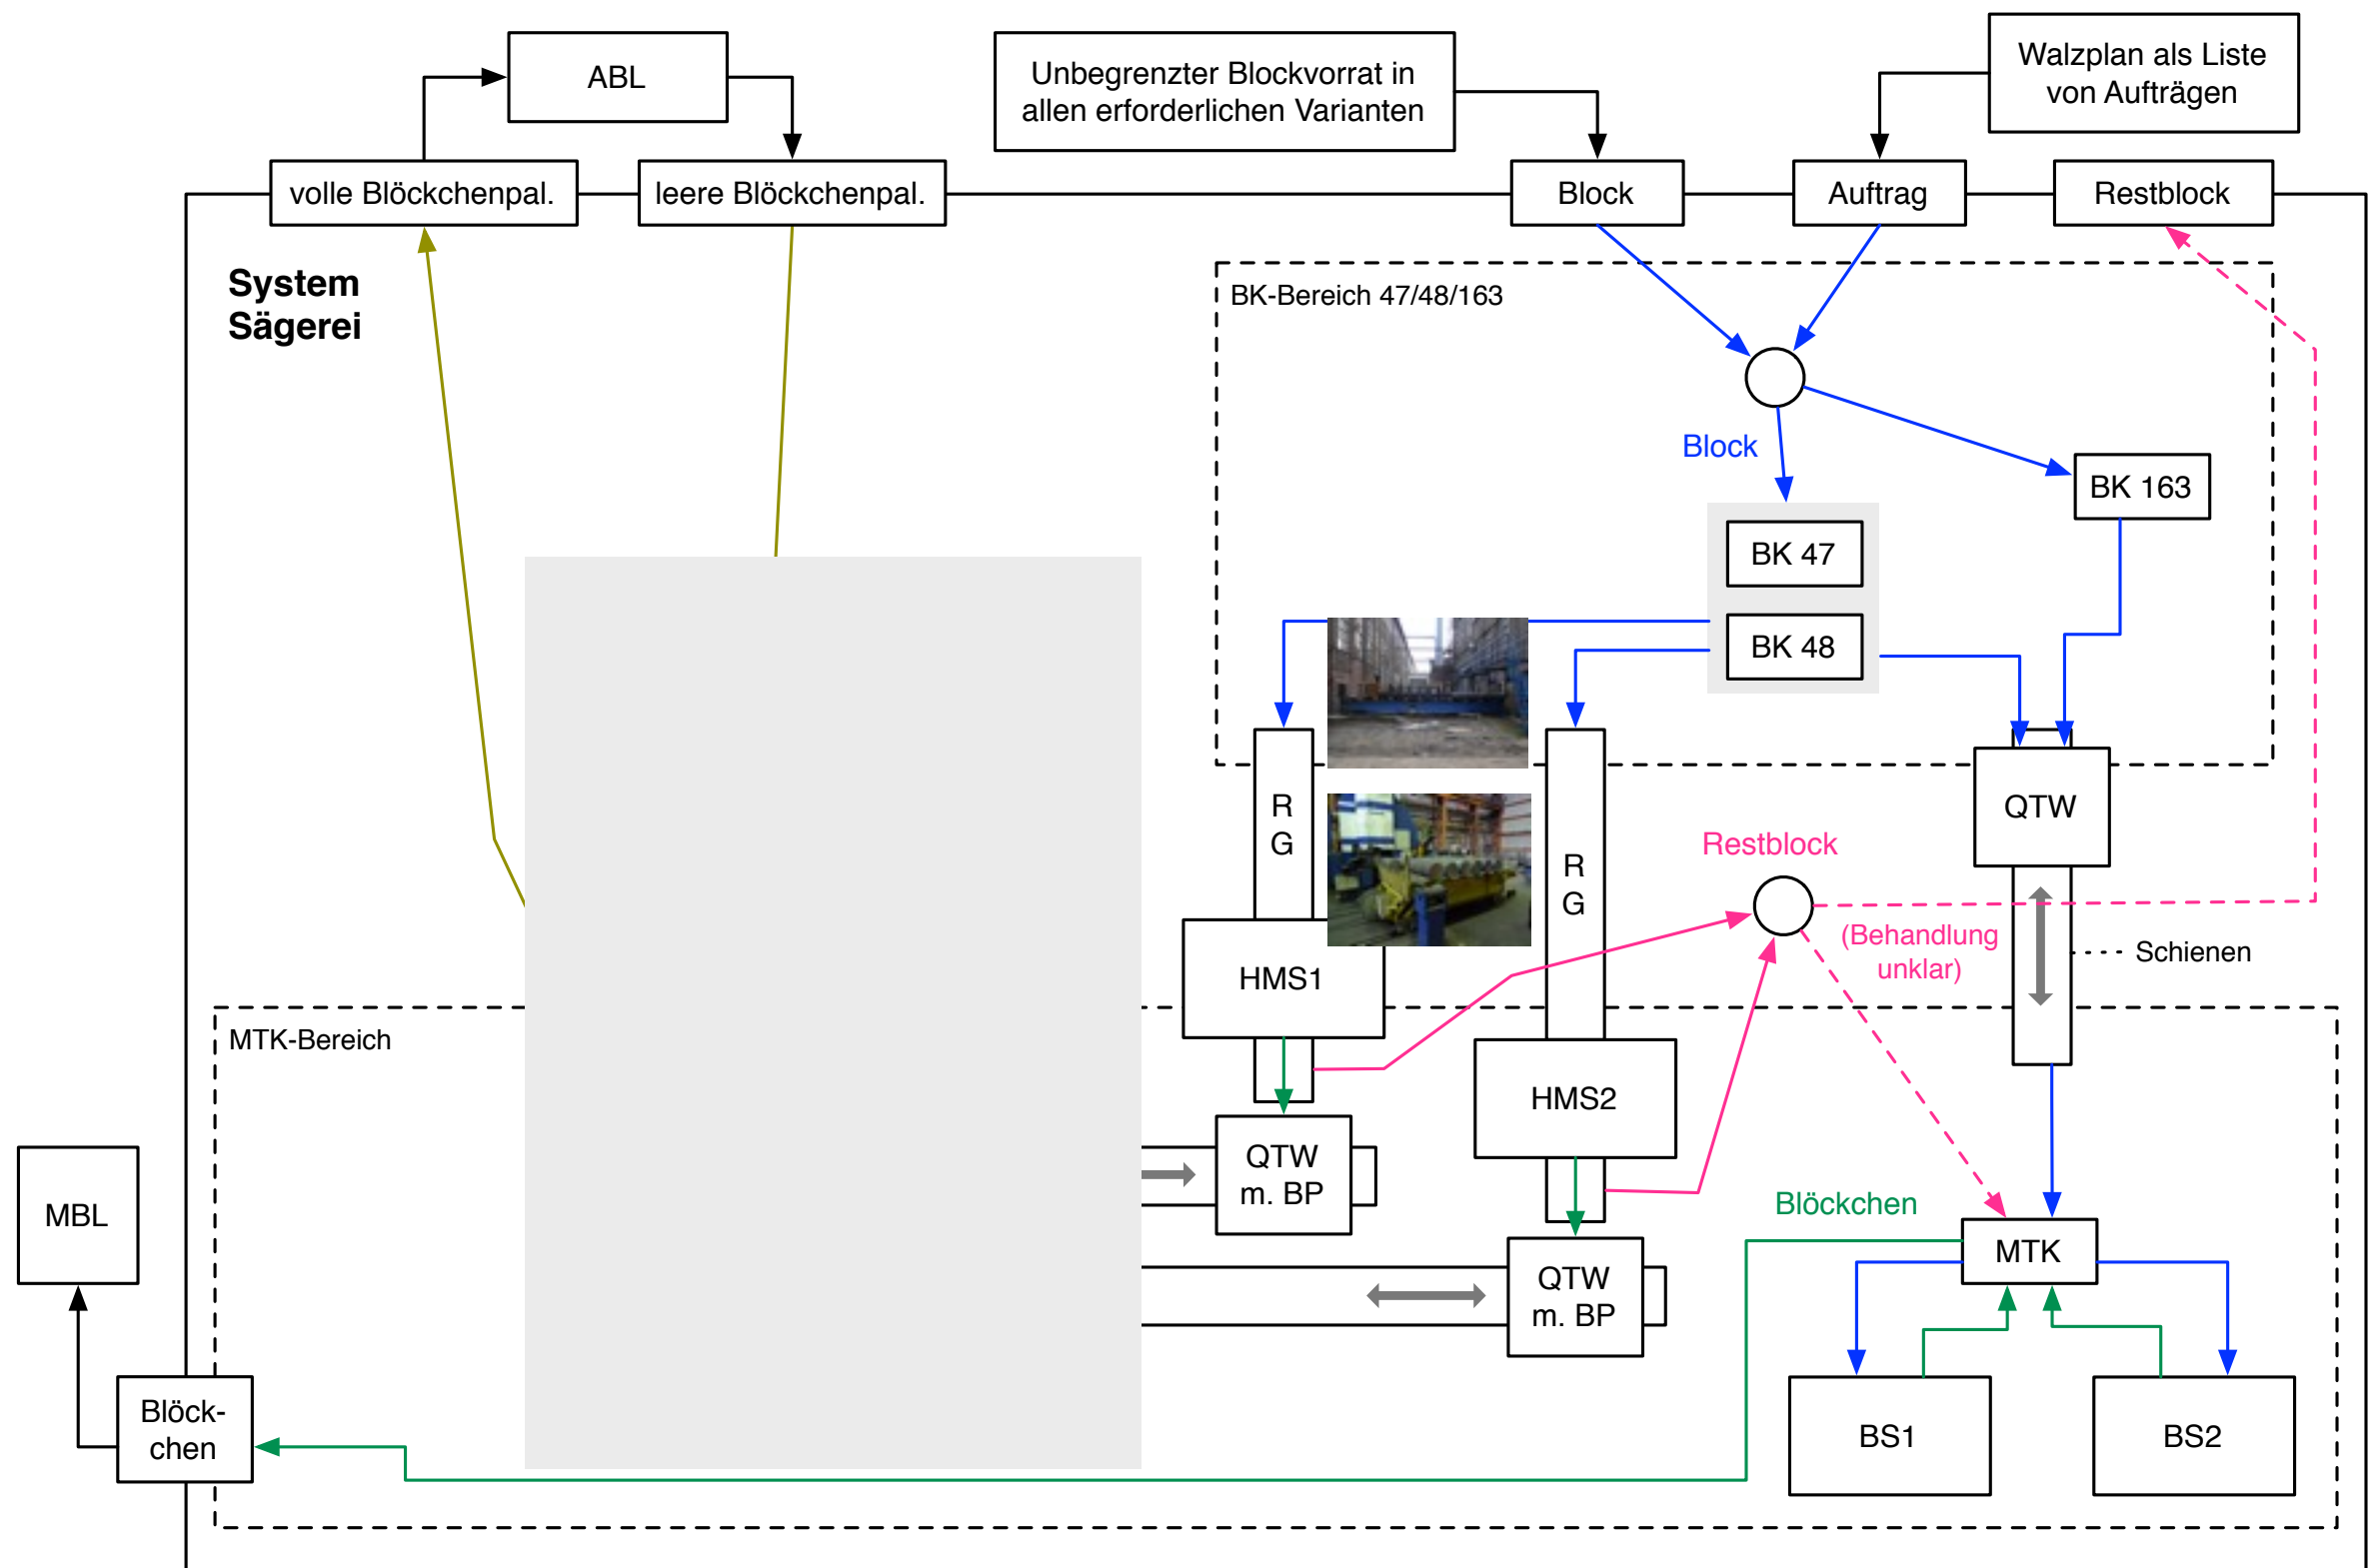 ABL
Unbegrenzter Blockvorrat in
allen erforderlichen Varianten
Walzplan als Liste
von Aufträgen
volle Blöckchenpal.
leere Blöckchenpal.
Block
Auftrag
Restblock
System
Sägerei
BK-Bereich 47/48/163
Block
BK 163
BK 47
BK 48
R
G
R
G
QTW
Restblock
(Behandlung
unklar)
Schienen
HMS1
MTK-Bereich
HMS2
QTW
m. BP
MBL
Blöckchen
MTK
QTW
m. BP
Blöck-
chen
BS1
BS2